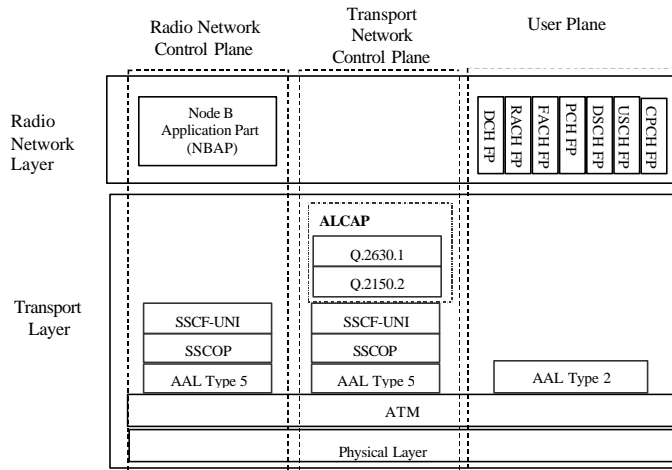 Radio Network
Control Plane
Transport
Network
Control Plane
User Plane
Radio
Network
Layer
Node B
Application Part
(NBAP)
DCH FP
RACH FP
FACH FP
PCH FP
DSCH FP
USCH FP
CPCH FP
Transport
Layer
ALCAP
Q.2630.1
Q.2150.2
SSCF-UNI
SSCOP
AAL Type 5
SSCF-UNI
SSCOP
AAL Type 5
AAL Type 2
ATM
Physical Layer